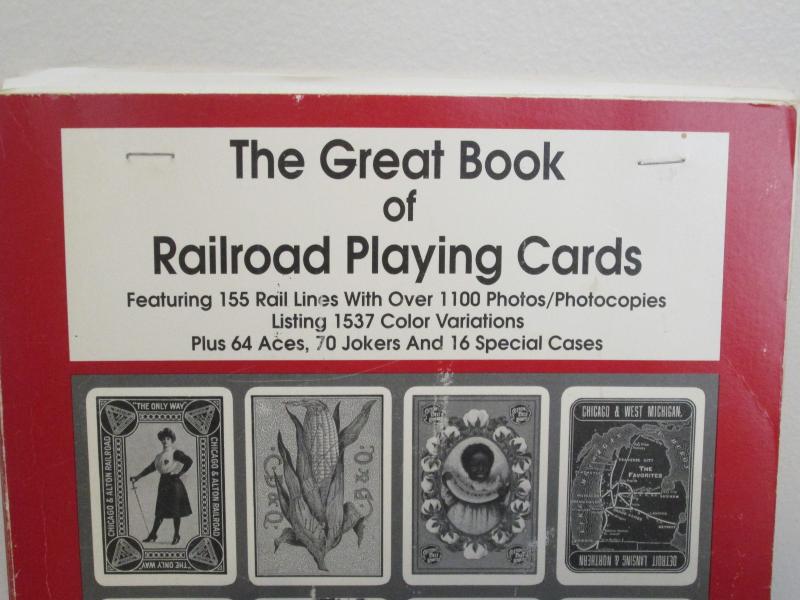 The Great Book
of
Railroad Playing Cards
Featuring 155 Rail Lines With Over 1100 Photos/Photocopies
Listing 1537 Color Variations
Plus 64 Aces, 70 Jokers And 16 Special Cases
"THE ONLY WAY"
CHICAGO & ALTON RAILROAD
CHICAGO & ALTON RAILROAD
"THE ONLY WAY"
CHICAGO & WEST MICHIGAN.
THE
FAVORITES
DETROIT
DETROIT LANSING & NORTHERN